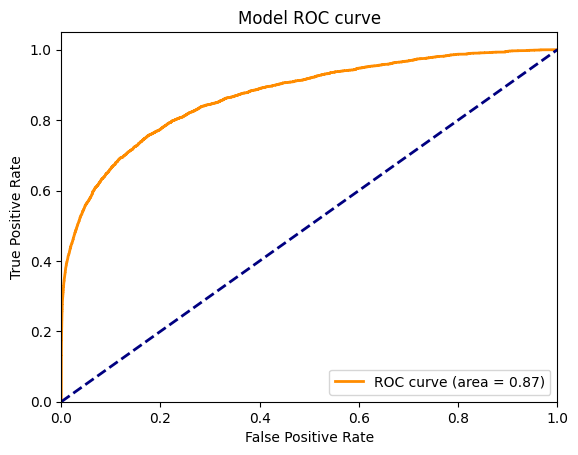 Model ROC curve
1.0
0.8
0.6
0.4
0.2
0.0
True Positive Rate
ROC curve (area = 0.87)
0.0 0.2 0.4 0.6 0.8 1.0
False Positive Rate